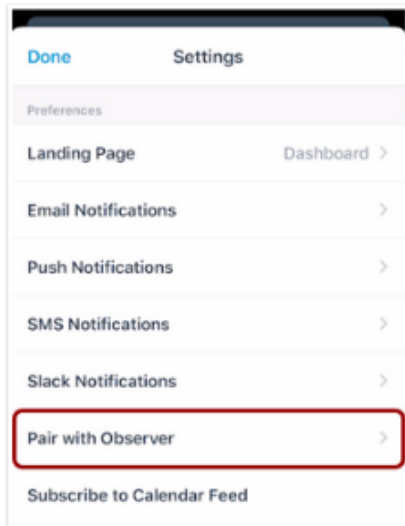 Done Settings
Preferences
Landing Page Dashboard
Email Notifications
Push Notifications
SMS Notifications
Slack Notifications
Pair with Observer
Subscribe to Calendar Feed